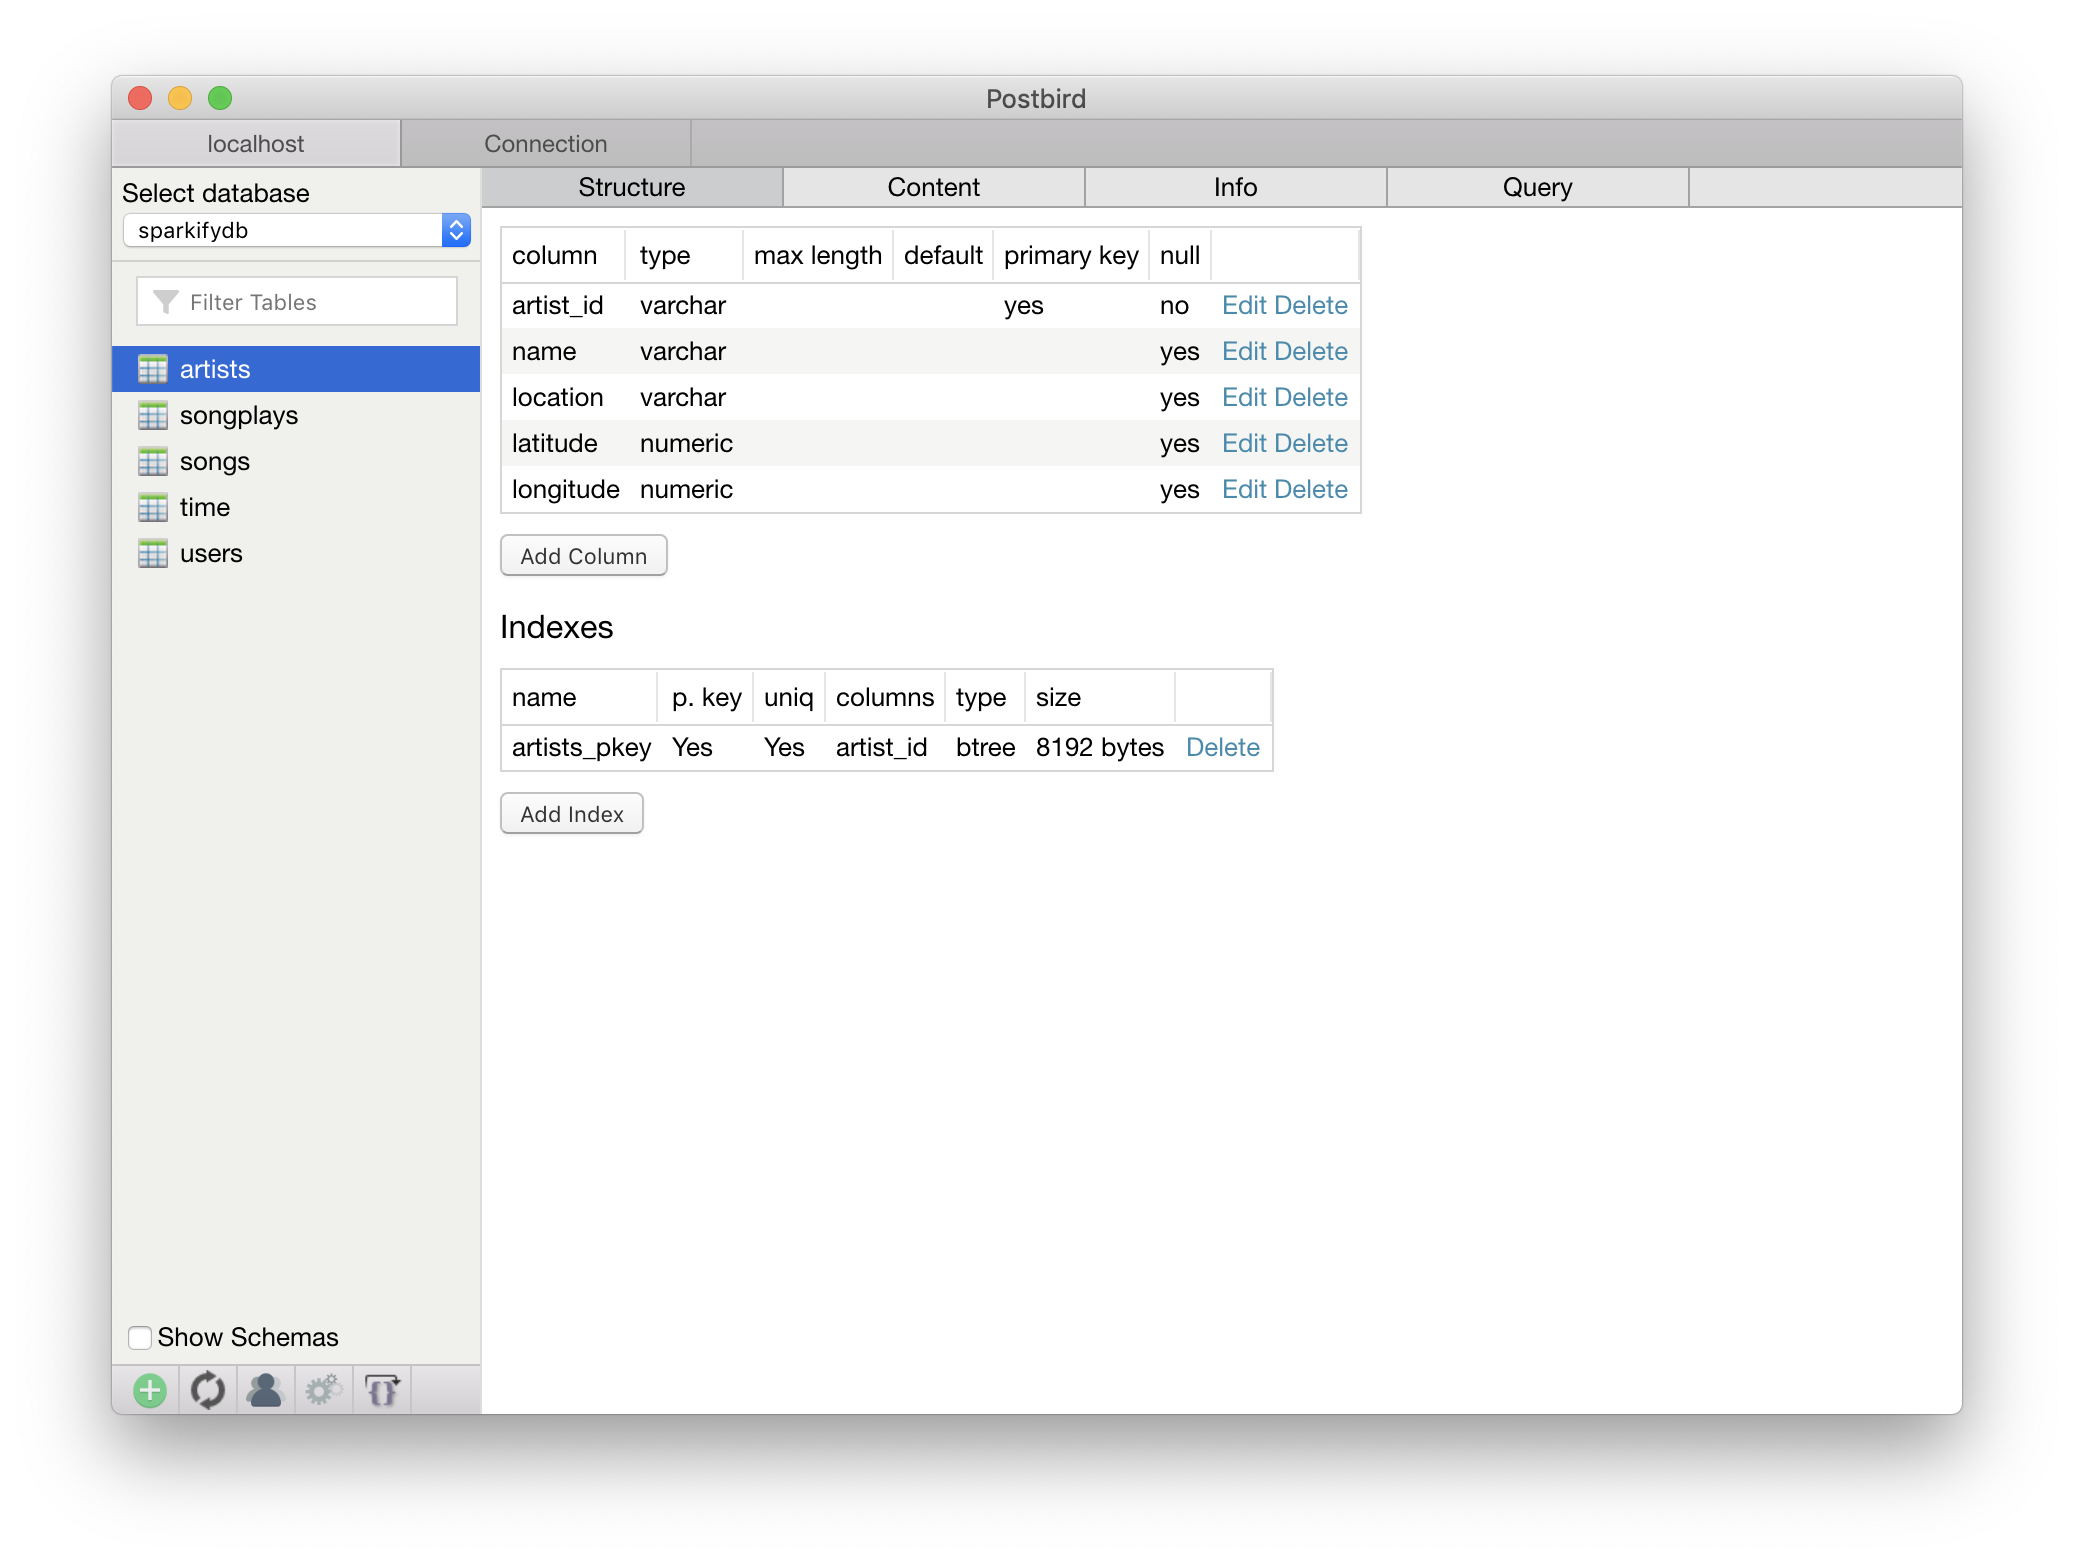 Postbird
localhost Connection
Select database
sparkifydb
Filter Tables
artists
songplays
songs
time
users
Show Schemas
Structure Content Info Query
column type max length default primary key null
artist_id varchar yes no Edit Delete
name varchar yes Edit Delete
location varchar yes Edit Delete
latitude numeric yes Edit Delete
longitude numeric yes Edit Delete
Add Column
Indexes
name p. key uniq columns type size
artists_pkey Yes Yes artist_id btree 8192 bytes Delete
Add Index